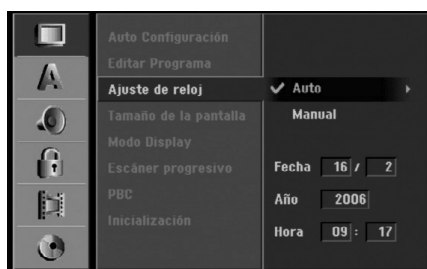 A
Auto Configuración
Editar Programa
Ajuste de reloj
Tamaño de la pantalla
Modo Display
Escáner progresivo
PBC
Inicialización
✔ Auto
Manual
Fecha 16 / 2
Año 2006
Hora 09 : 17